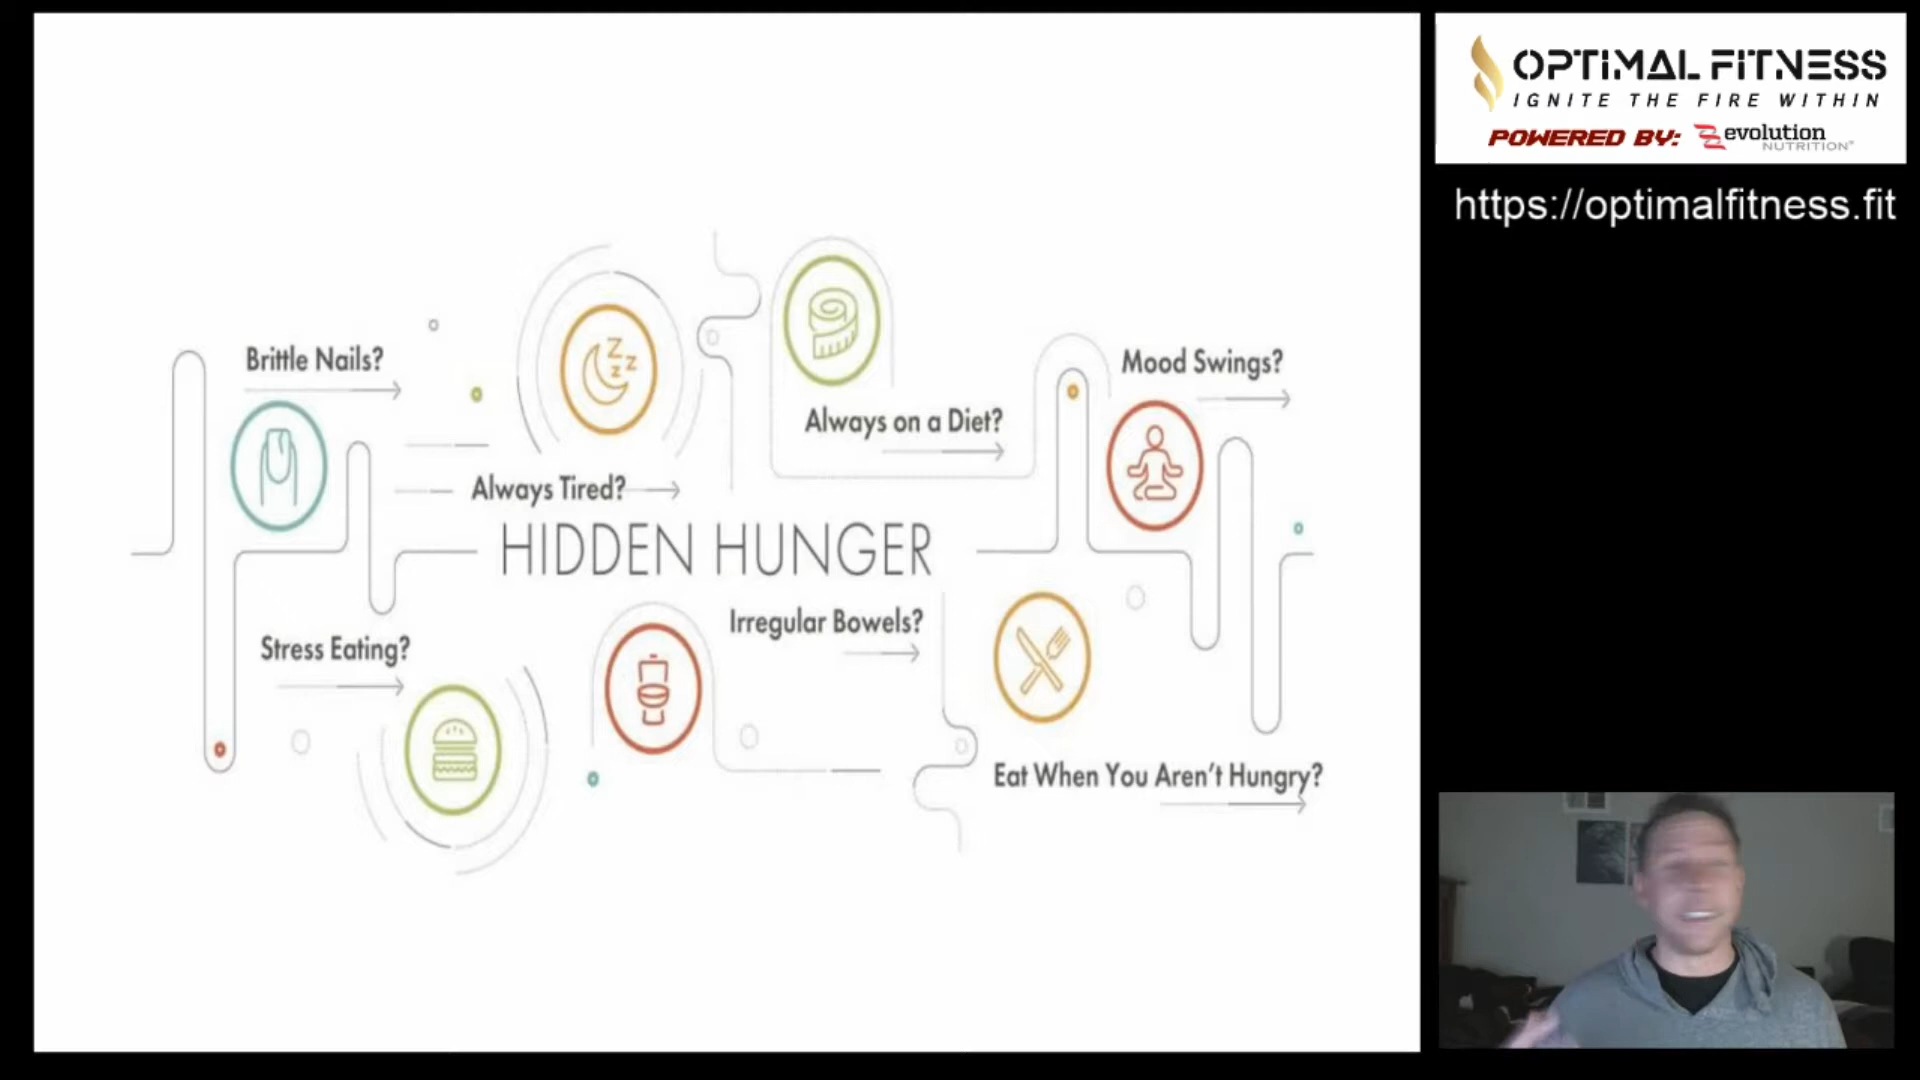 Brittle Nails?
Z
Z
Z
Always Tired?
Always on a Diet?
Mood Swings?
HIDDEN HUNGER
Stress Eating?
Irregular Bowels?
Eat When You Aren't Hungry?
OPTIMAL FITNESS
IGNITE THE FIRE WITHIN
POWERED BY: evolution
NUTRITION™
https://optimalfitness.fit